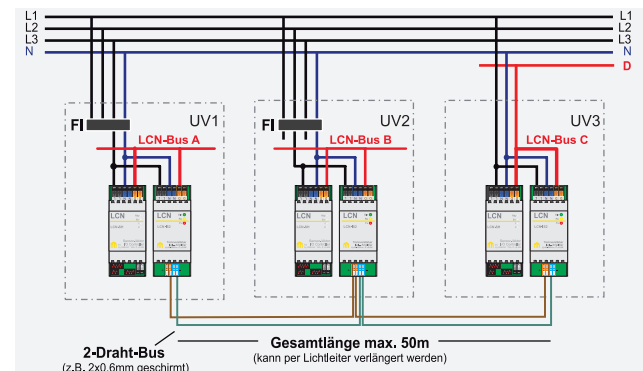 L1 L1
L2 L2
L3 L3
N N
D
UV1 UV2 UV3
FI FI
LCN-Bus A LCN-Bus B LCN-Bus C
LCN LCN LCN LCN LCN LCN
2-Draht-Bus
(z.B. 2x0.6mm geschirmt)
Gesamtlänge max. 50m
(kann per Lichtleiter verlängert werden)